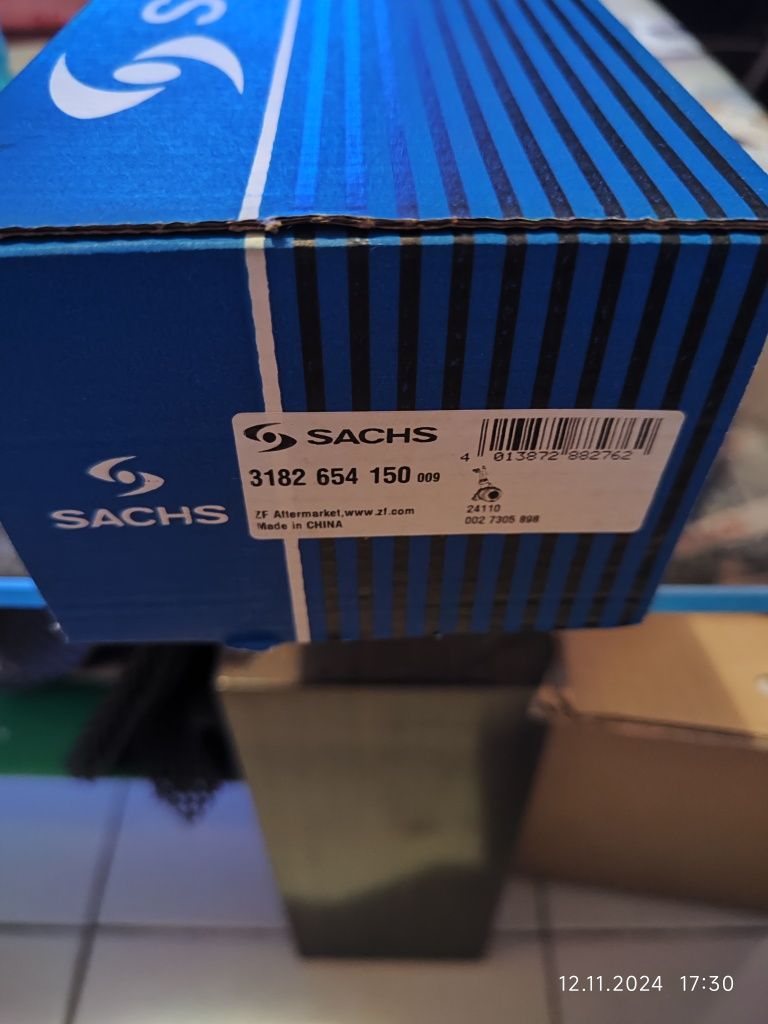 S
SACHS
SACHS
3182 654 150 009
4 013872 882762
ZF Aftermarket,www.zf.com
Made in CHINA
24110
002 7305 898
12.11.2024 17:30